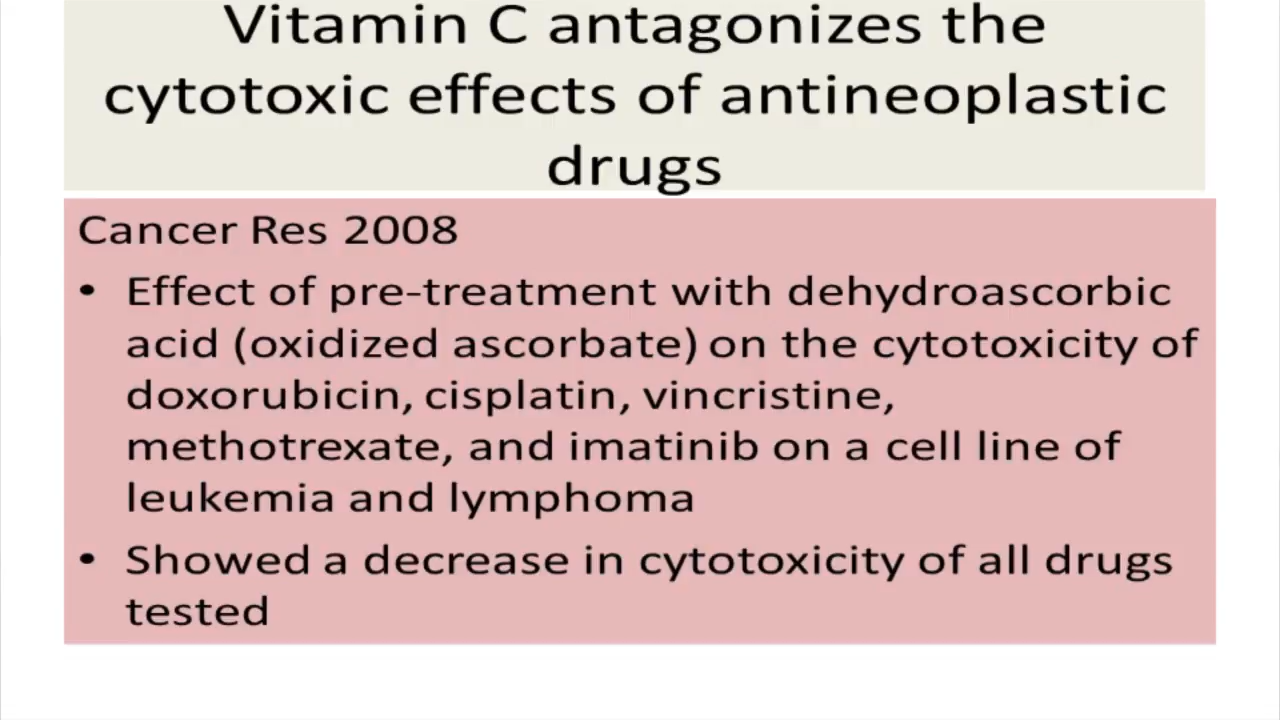 Vitamin C antagonizes the
cytotoxic effects of antineoplastic
drugs
Cancer Res 2008
• Effect of pre-treatment with dehydroascorbic
acid (oxidized ascorbate) on the cytotoxicity of
doxorubicin, cisplatin, vincristine,
methotrexate, and imatinib on a cell line of
leukemia and lymphoma
• Showed a decrease in cytotoxicity of all drugs
tested